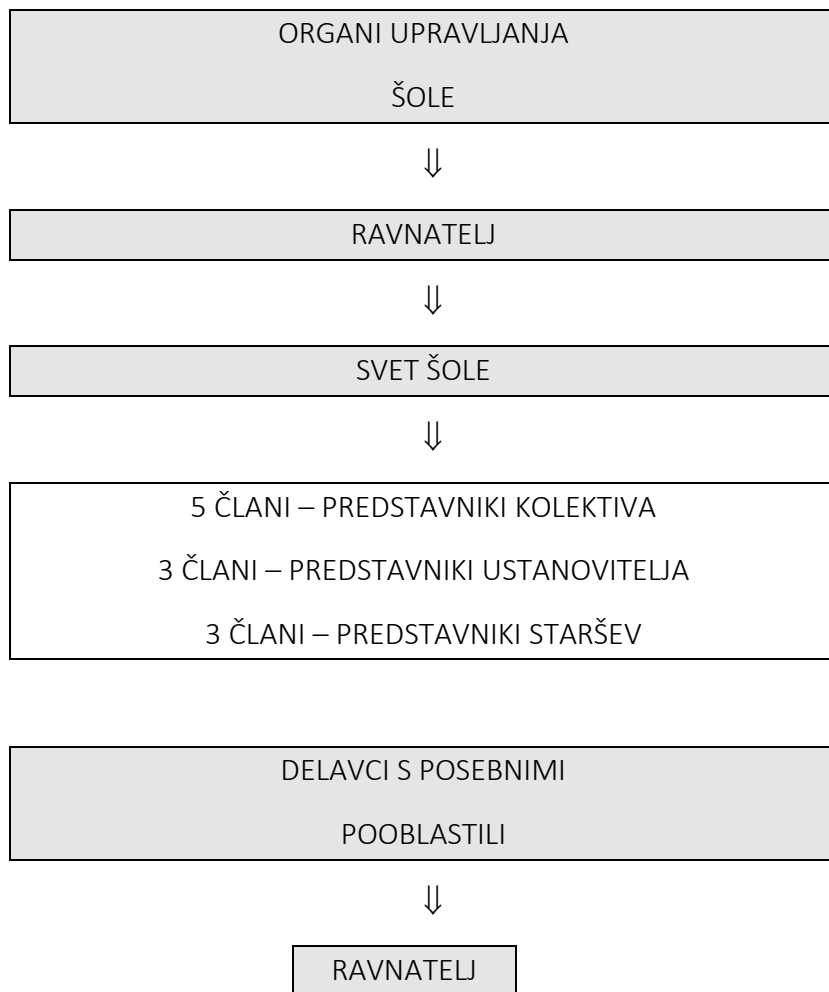 ORGANI UPRAVLJANJA
ŠOLE
⇓
RAVNATELJ
⇓
SVET ŠOLE
⇓
5 ČLANI – PREDSTAVNIKI KOLEKTIVA
3 ČLANI – PREDSTAVNIKI USTANOVITELJA
3 ČLANI – PREDSTAVNIKI STARŠEV
DELAVCI S POSEBNIMI
POOBLASTILI
⇓
RAVNATELJ